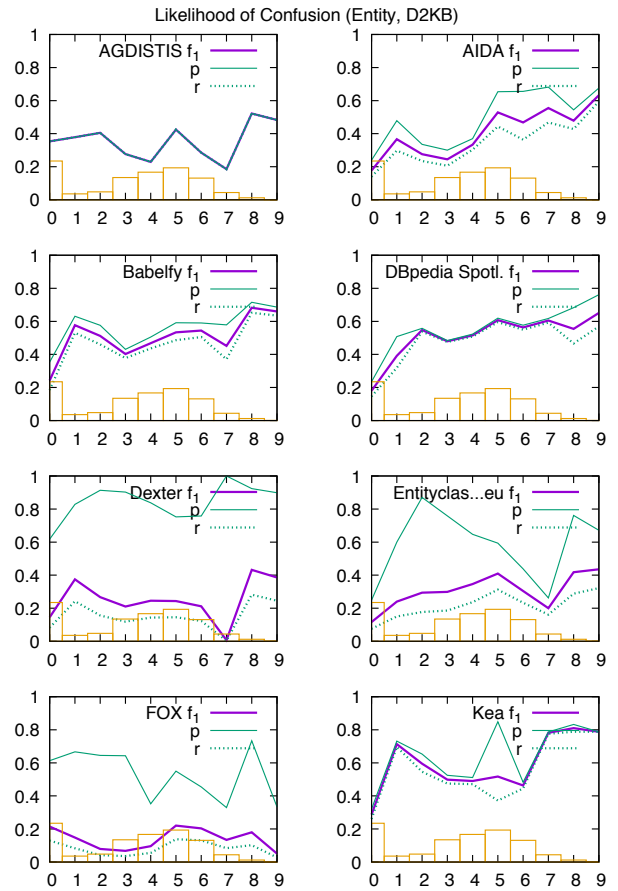 Likelihood of Confusion (Entity, D2KB)
AGDISTIS f1
p
r
1
0.8
0.6
0.4
0.2
0
0 1 2 3 4 5 6 7 8 9
AIDA f1
p
r
1
0.8
0.6
0.4
0.2
0
0 1 2 3 4 5 6 7 8 9
Babelfy f1
p
r
1
0.8
0.6
0.4
0.2
0
0 1 2 3 4 5 6 7 8 9
DBpedia Spotl. f1
p
r
1
0.8
0.6
0.4
0.2
0
0 1 2 3 4 5 6 7 8 9
Dexter f1
p
r
1
0.8
0.6
0.4
0.2
0
0 1 2 3 4 5 6 7 8 9
Entityclas...eu f1
p
r
1
0.8
0.6
0.4
0.2
0
0 1 2 3 4 5 6 7 8 9
FOX f1
p
r
1
0.8
0.6
0.4
0.2
0
0 1 2 3 4 5 6 7 8 9
Kea f1
p
r
1
0.8
0.6
0.4
0.2
0
0 1 2 3 4 5 6 7 8 9